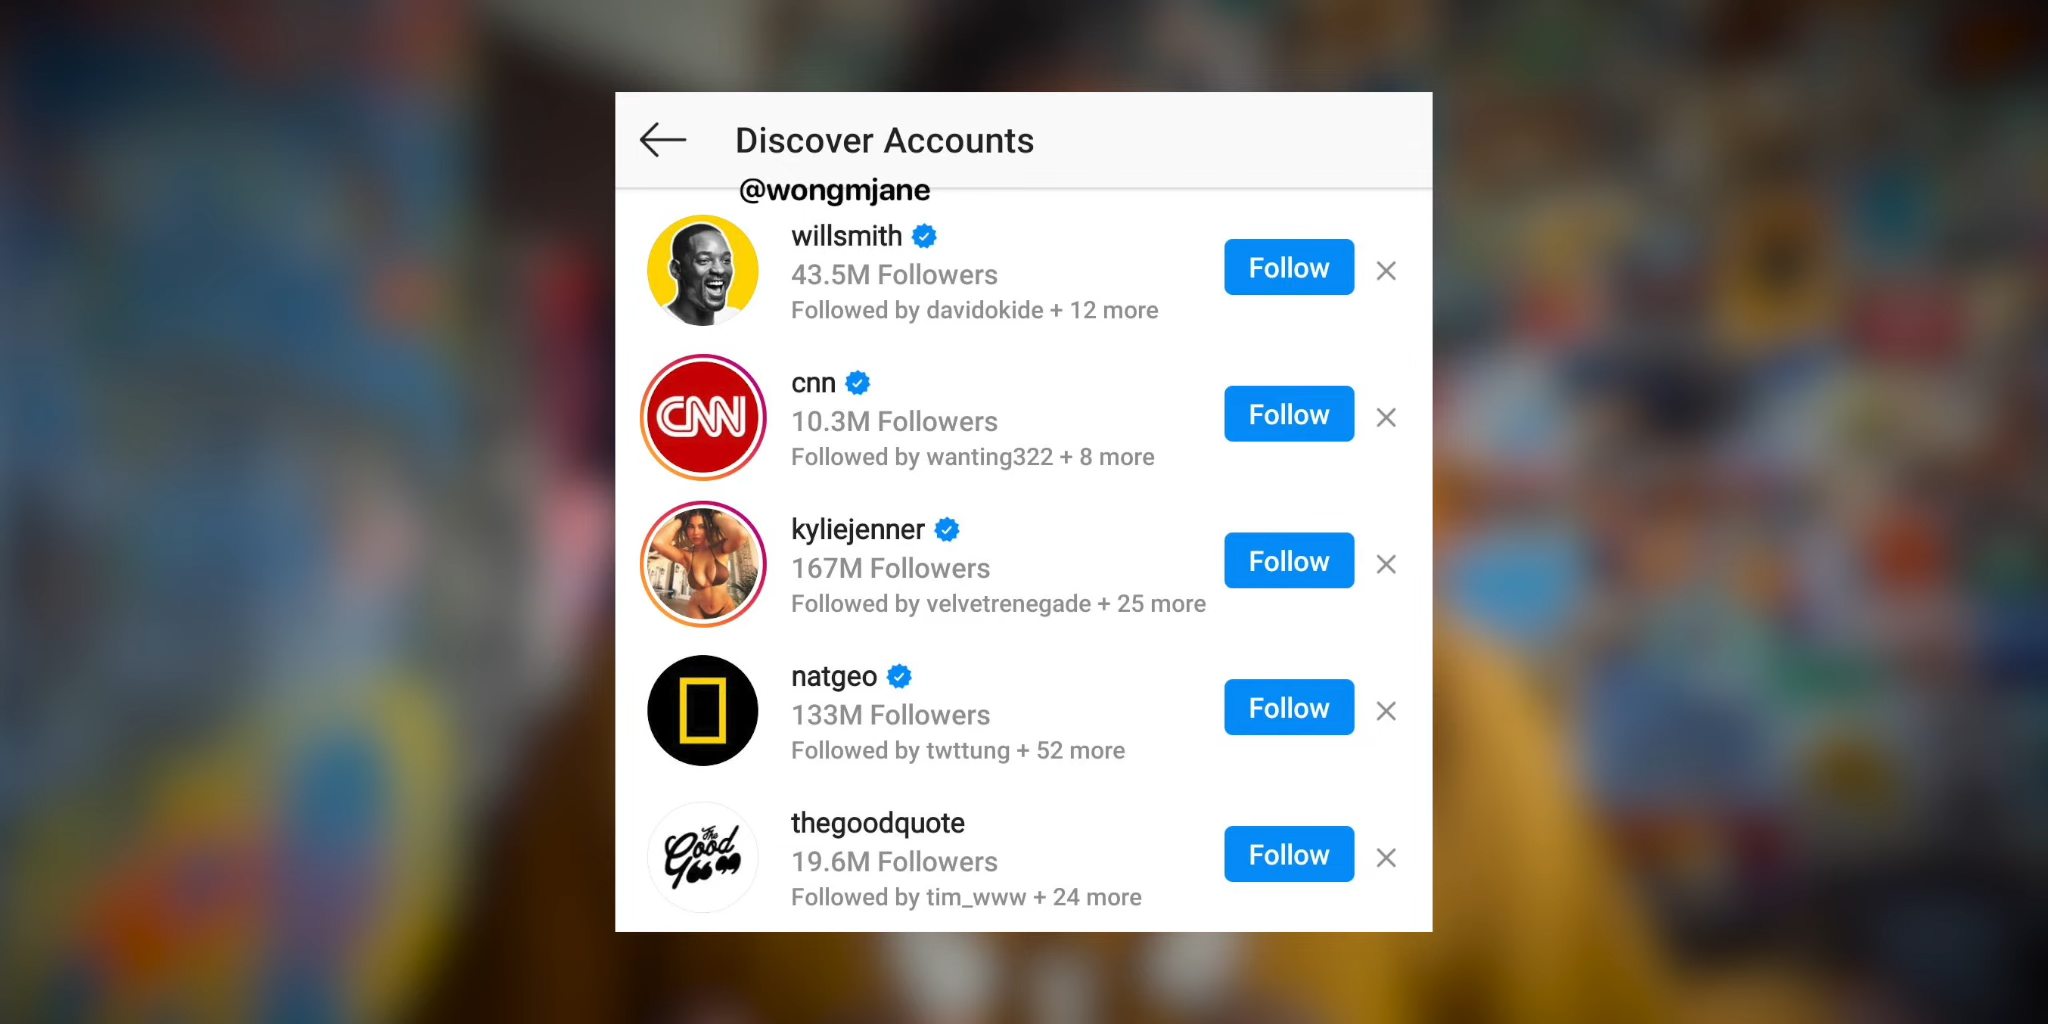 Discover Accounts
@wongmjane
willsmith
43.5M Followers
Followed by davidokide + 12 more
Follow
CNN
cnn
10.3M Followers
Followed by wanting322 + 8 more
Follow
kyliejenner
167M Followers
Followed by velvetrenegade + 25 more
Follow
natgeo
133M Followers
Followed by twttung + 52 more
Follow
The
Good
thegoodquote
19.6M Followers
Followed by tim_www + 24 more
Follow